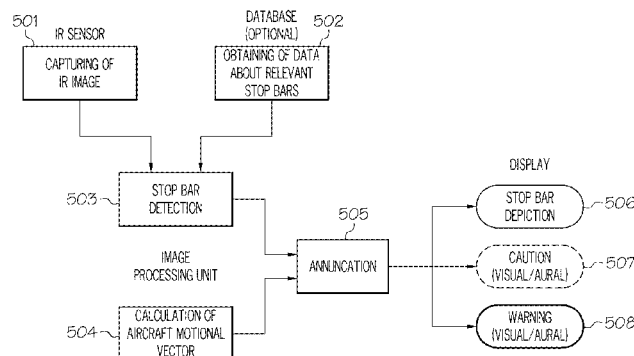 501
IR SENSOR
CAPTURING OF
IR IMAGE
DATABASE
(OPTIONAL)
502
OBTAINING OF DATA
ABOUT RELEVANT
STOP BARS
503
STOP BAR
DETECTION
IMAGE
PROCESSING UNIT
504
CALCULATION OF
AIRCRAFT MOTIONAL
VECTOR
505
ANNUNCATION
DISPLAY
STOP BAR
DEPICTION
506
CAUTION
(VISUAL/AURAL)
507
WARNING
(VISUAL/AURAL)
508